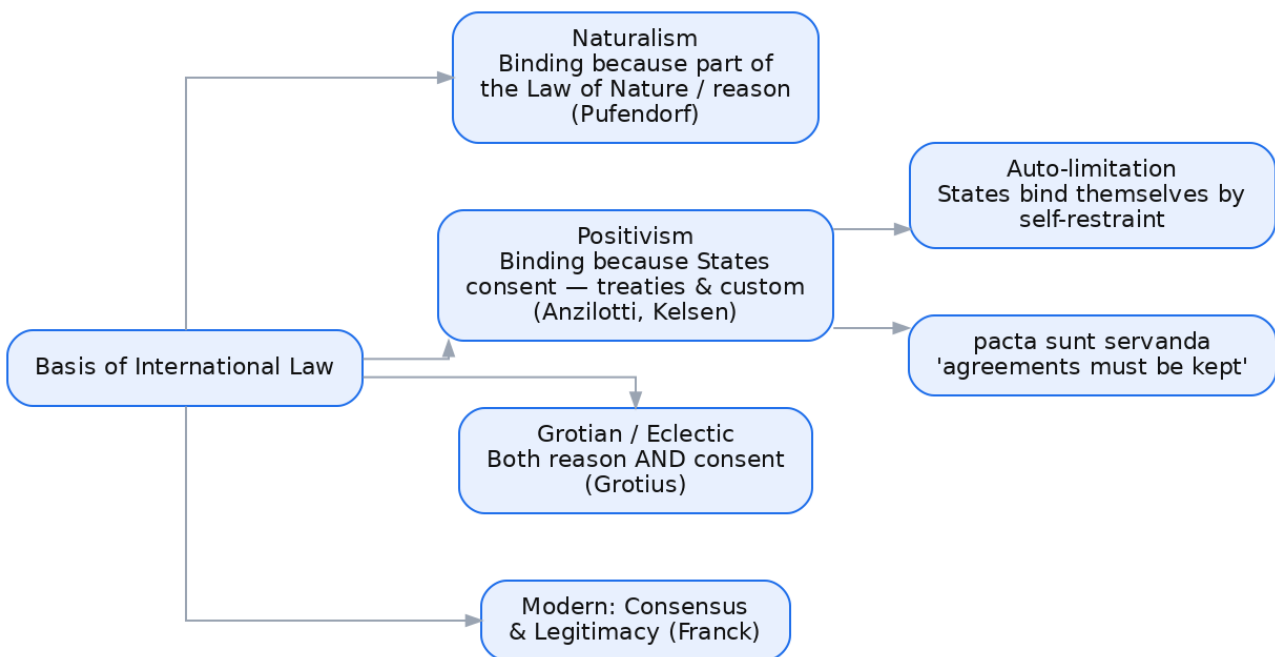 Naturalism
Binding because part of
the Law of Nature / reason
(Pufendorf)
Auto-limitation
States bind themselves by
self-restraint
Positivism
Binding because States
consent — treaties & custom
(Anzilotti, Kelsen)
pacta sunt servanda
'agreements must be kept'
Basis of International Law
Grotian / Eclectic
Both reason AND consent
(Grotius)
Modern: Consensus
& Legitimacy (Franck)